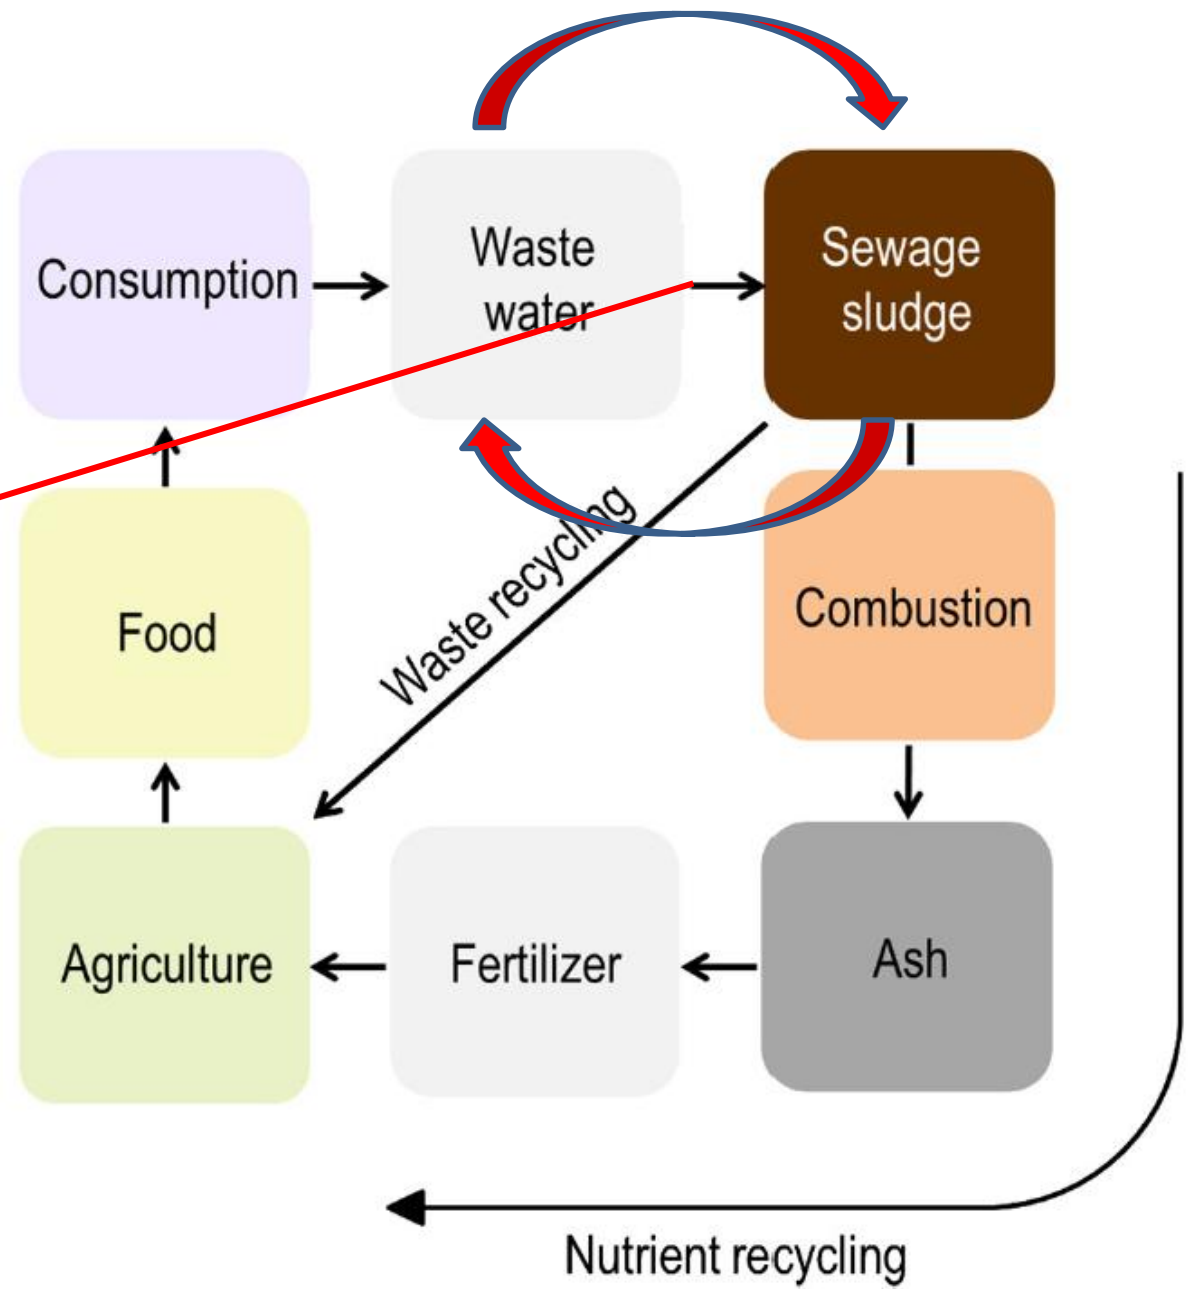 Consumption
Waste
water
Sewage
sludge
Food
Waste recycling
Combustion
Agriculture
Fertilizer
Ash
Nutrient recycling